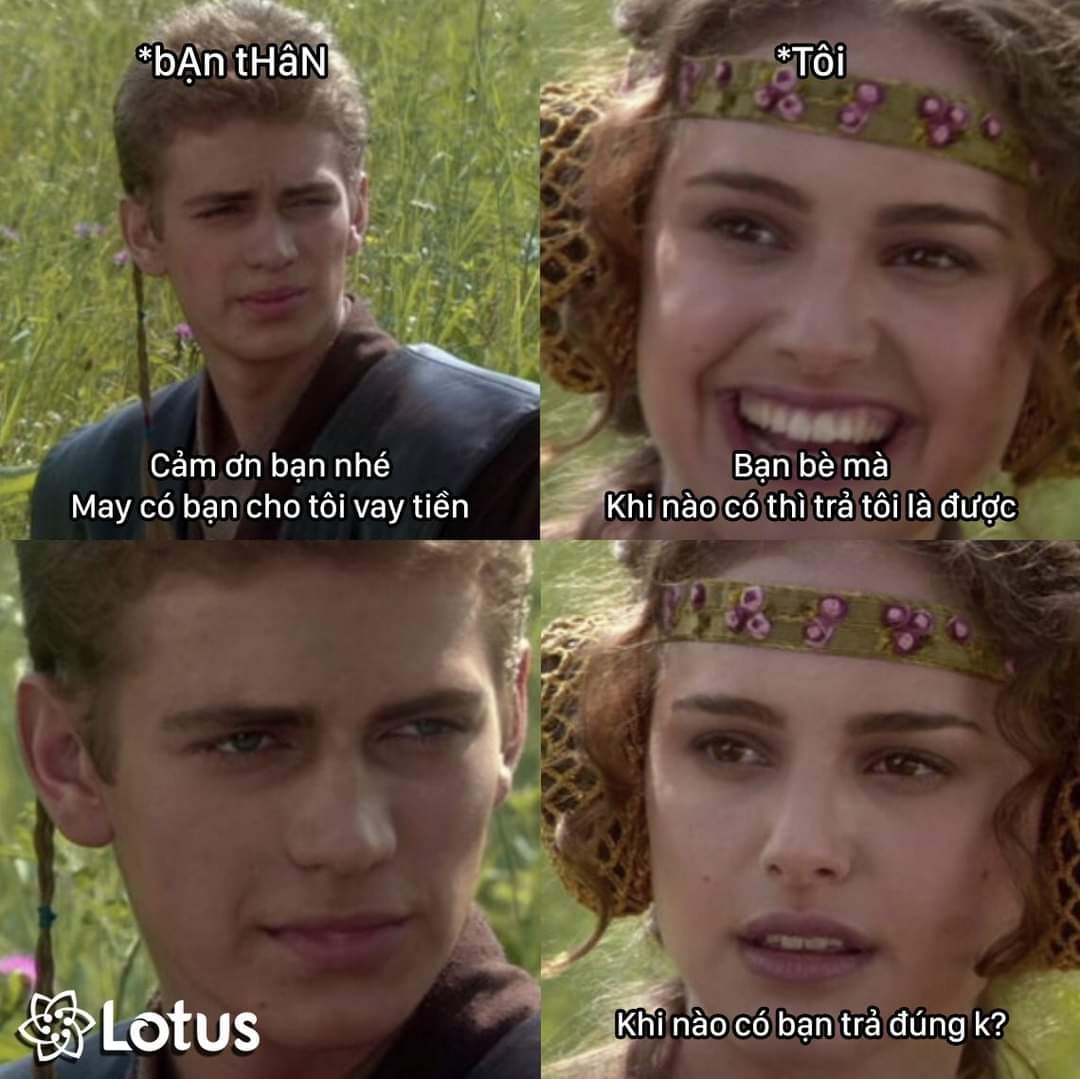 *bẠn tHâN
*Tôi
Cảm ơn bạn nhé
May có bạn cho tôi vay tiền
Bạn bè mà
Khi nào có thì trả tôi là được
Khi nào có bạn trả đúng k?
Lotus